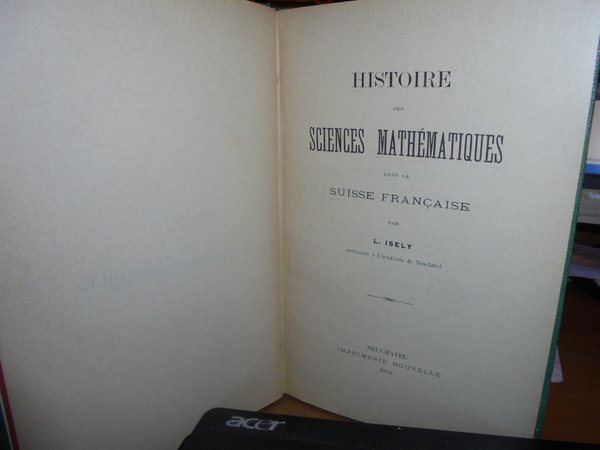 HISTOIRE
DES
SCIENCES MATHÉMATIQUES
DANS LA
SUISSE FRANÇAISE
PAR
L. ISELY
professeur à l'Académie de Neuchâtel
NEUCHATEL
IMPRIMERIE NOUVELLE
1901
acer